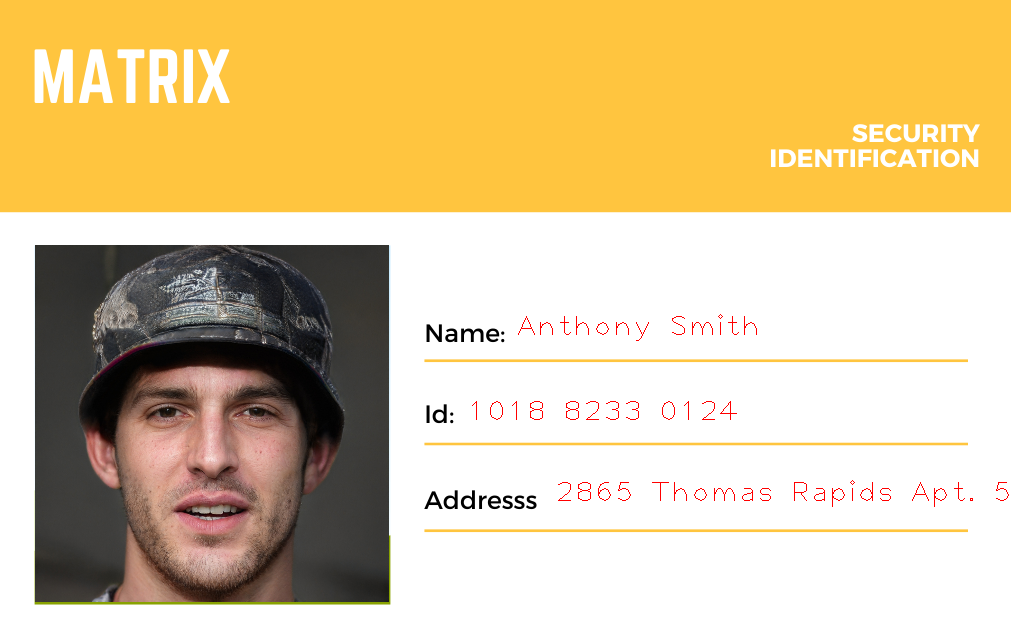 MATRIX
SECURITY
IDENTIFICATION
Name: Anthony Smith
Id: 1018 8233 0124
Addresss 2865 Thomas Rapids Apt. 5